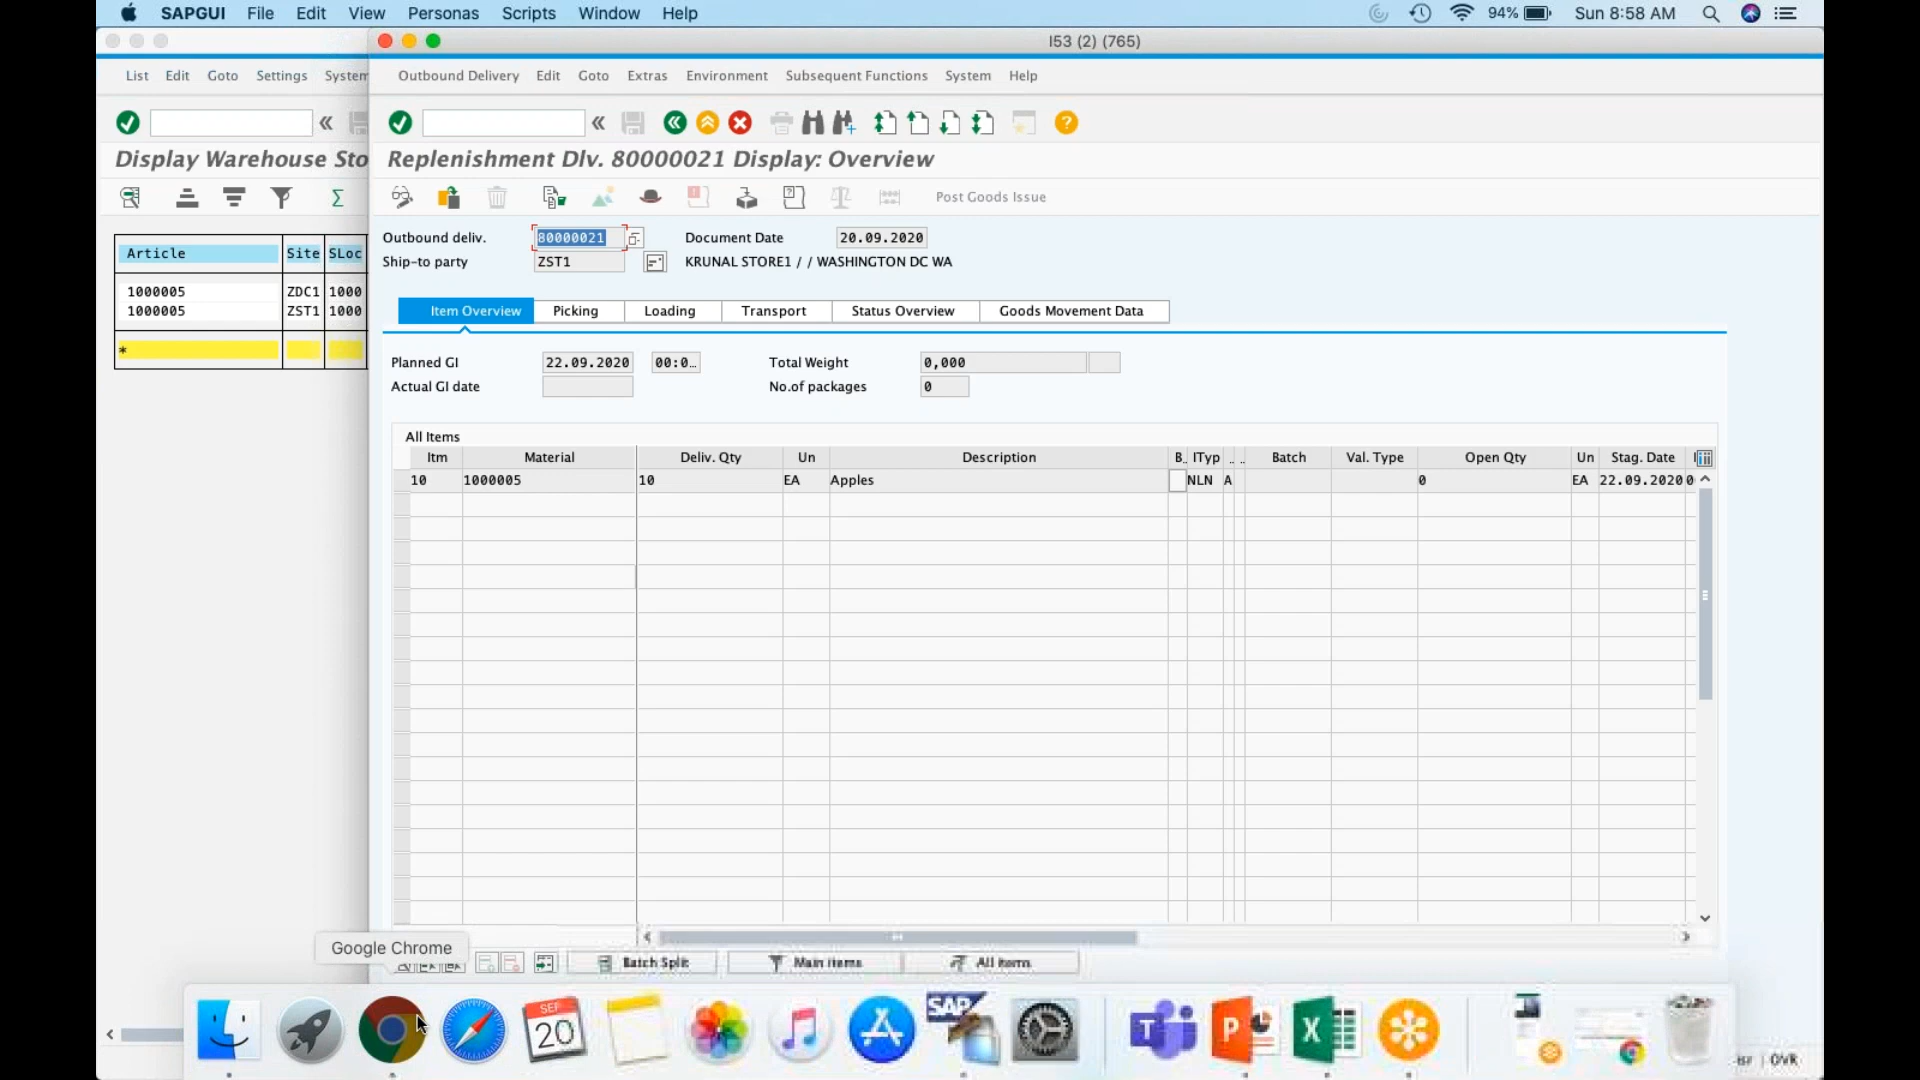 SAPGUI File Edit View Personas Scripts Window Help 94% Sun 8:58 AM
I53 (2) (765)
List Edit Goto Settings System
Outbound Delivery Edit Goto Extras Environment Subsequent Functions System Help
Display Warehouse Sto
Replenishment Dlv. 80000021 Display: Overview
Post Goods Issue
Article Site SLoc
1000005 ZDC1 1000
1000005 ZST1 1000
*
Outbound deliv. 80000021 Document Date 20.09.2020
Ship-to party ZST1 KRUNAL STORE1 / / WASHINGTON DC WA
Item Overview Picking Loading Transport Status Overview Goods Movement Data
Planned GI 22.09.2020 00:0… Total Weight 0,000
Actual GI date No.of packages 0
All Items
Itm Material Deliv. Qty Un Description B.. ITyp .. .. Batch Val. Type Open Qty Un Stag. Date
10 1000005 10 EA Apples NLN A 0 EA 22.09.2020 0
Google Chrome
Batch Split Main items All items
SEP
20
SAP
T
P
X
OVR